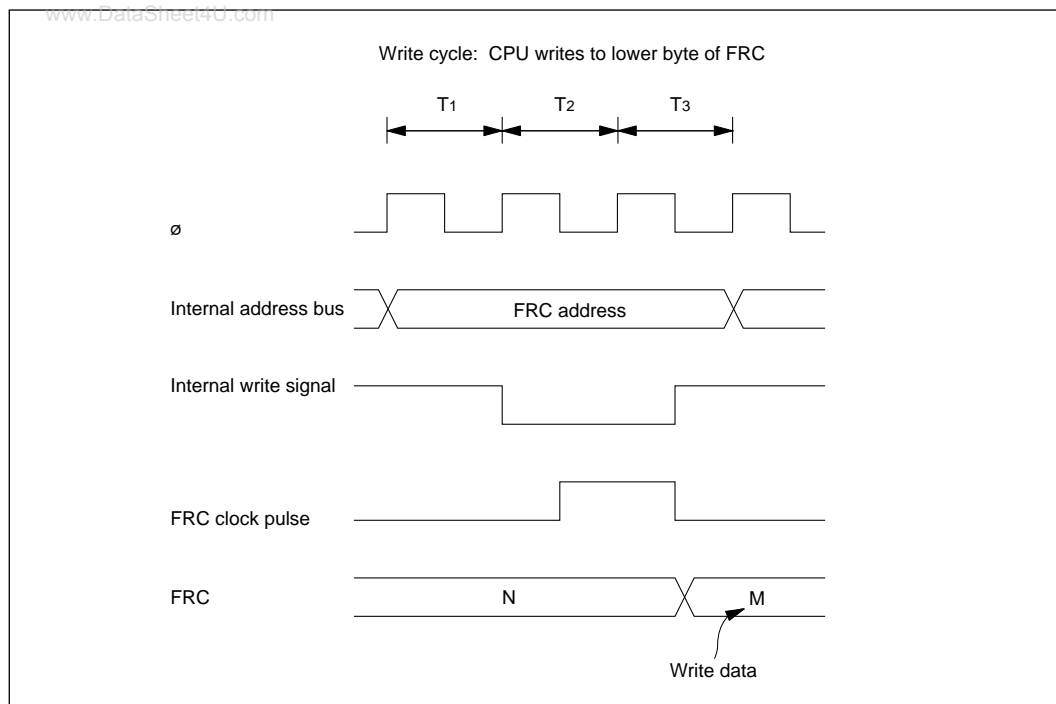 www.DataSheet4U.com
Write cycle: CPU writes to lower byte of FRC
T1 T2 T3
ø
Internal address bus
FRC address
Internal write signal
FRC clock pulse
FRC
N
M
Write data